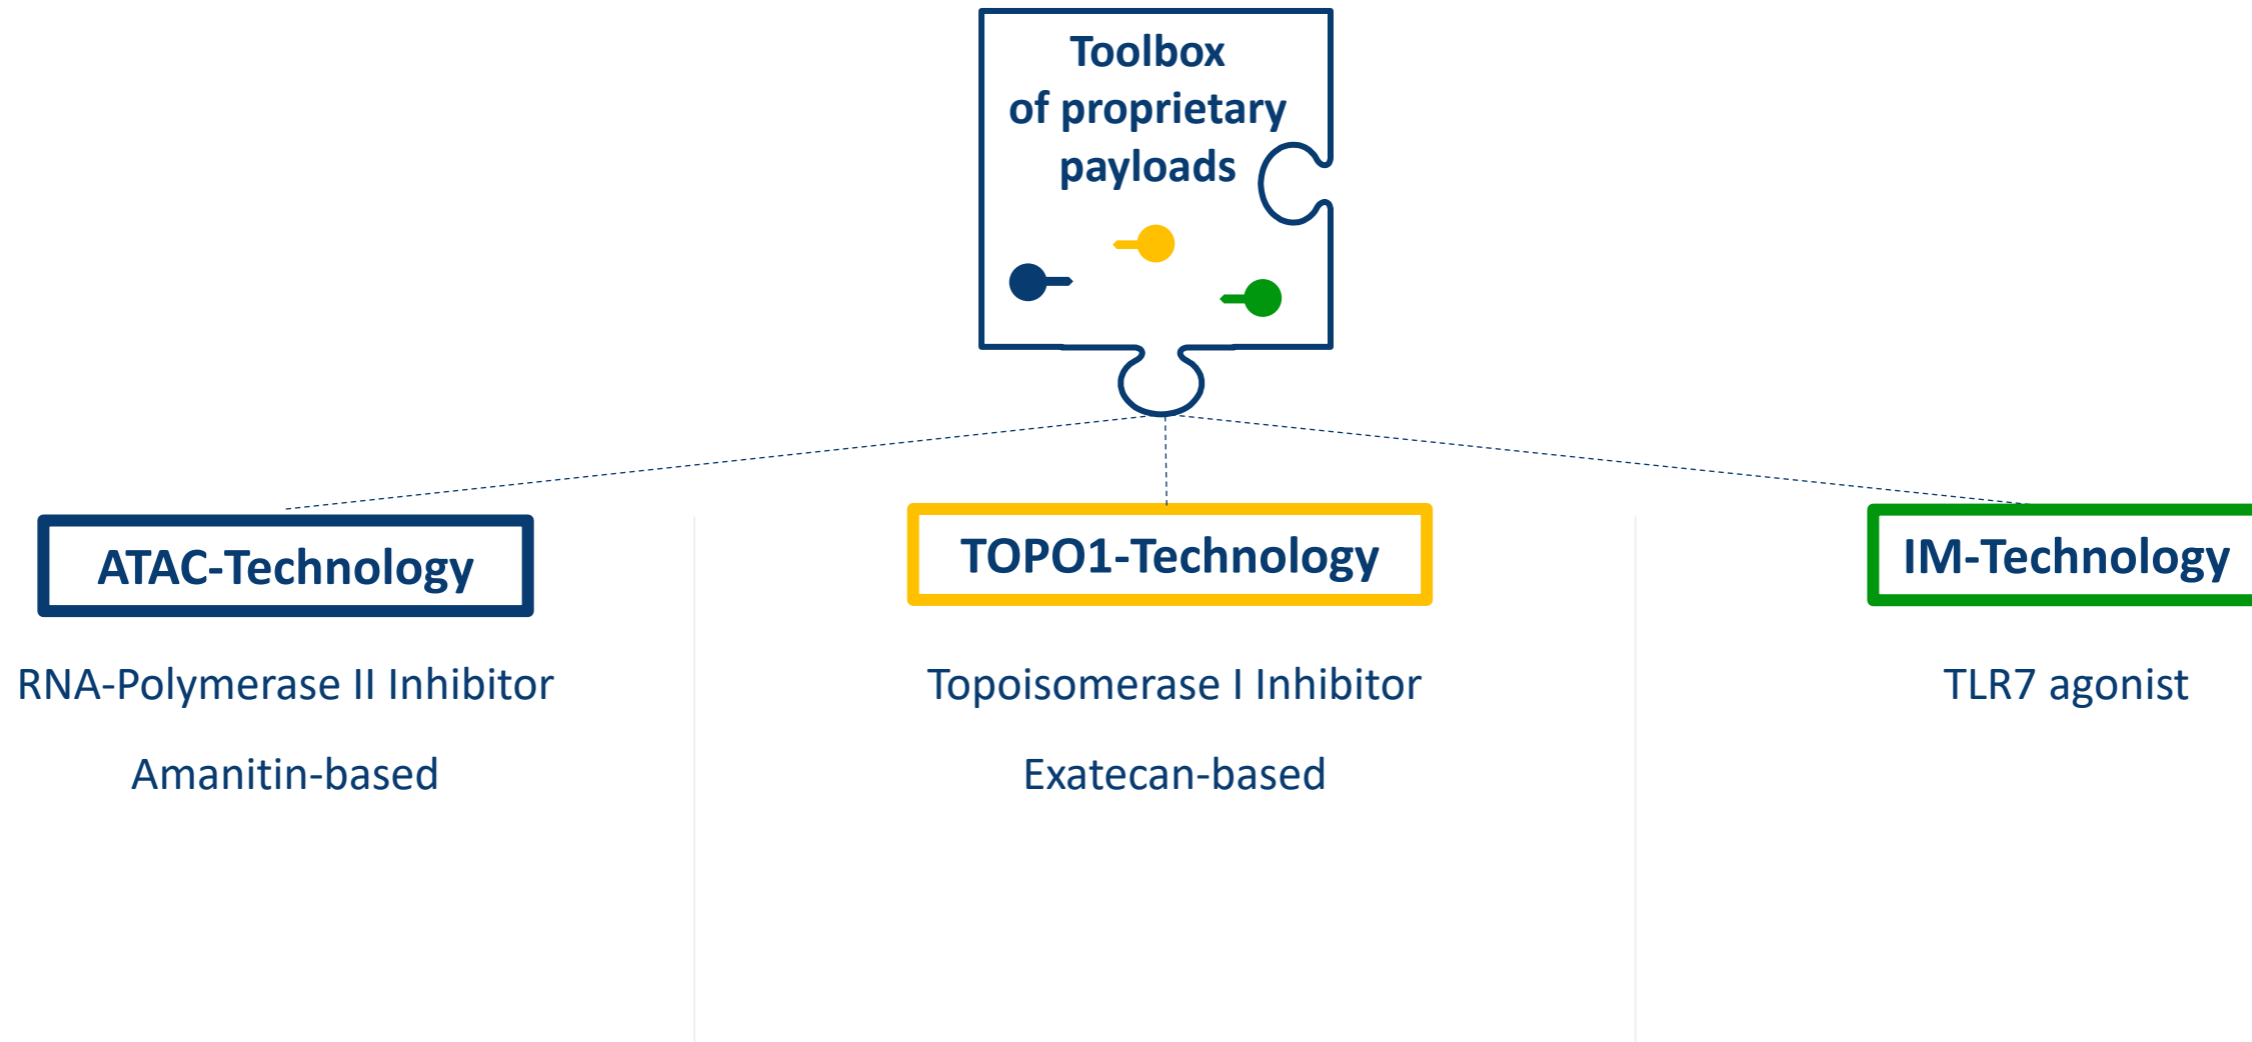 Toolbox
of proprietary
payloads
ATAC-Technology
RNA-Polymerase II Inhibitor
Amanitin-based
TOPO1-Technology
Topoisomerase I Inhibitor
Exatecan-based
IM-Technology
TLR7 agonist